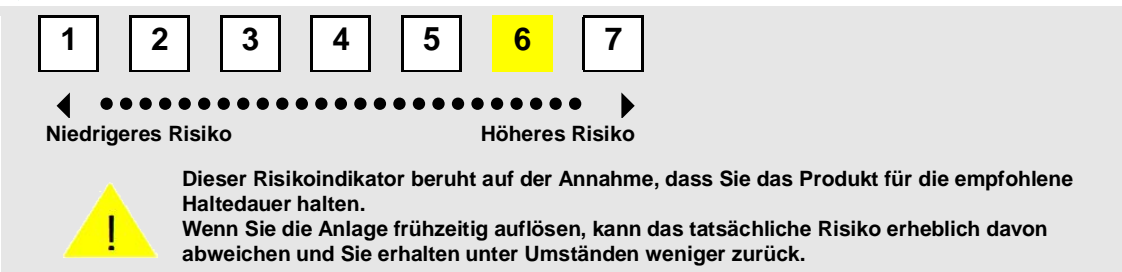 1 2 3 4 5 6 7
Niedrigeres Risiko Höheres Risiko
Dieser Risikoindikator beruht auf der Annahme, dass Sie das Produkt für die empfohlene
Haltedauer halten.
Wenn Sie die Anlage frühzeitig auflösen, kann das tatsächliche Risiko erheblich davon
abweichen und Sie erhalten unter Umständen weniger zurück.
!